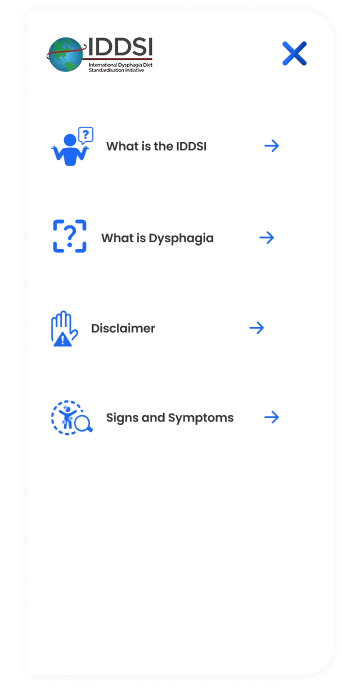 IDDSI
International Dysphagia Diet
Standardisation Initiative
?
What is the IDDSI
?
What is Dysphagia
Disclaimer
Signs and Symptoms